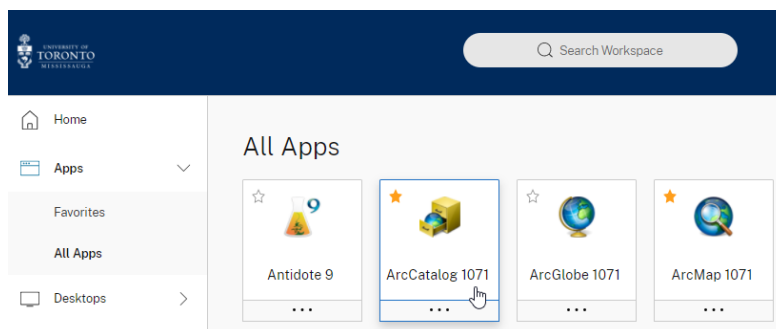 UNIVERSITY OF
TORONTO
MISSISSAUGA
Search Workspace
Home
Apps
Favorites
All Apps
Desktops
All Apps
9
Antidote 9
ArcCatalog 1071
ArcGlobe 1071
ArcMap 1071